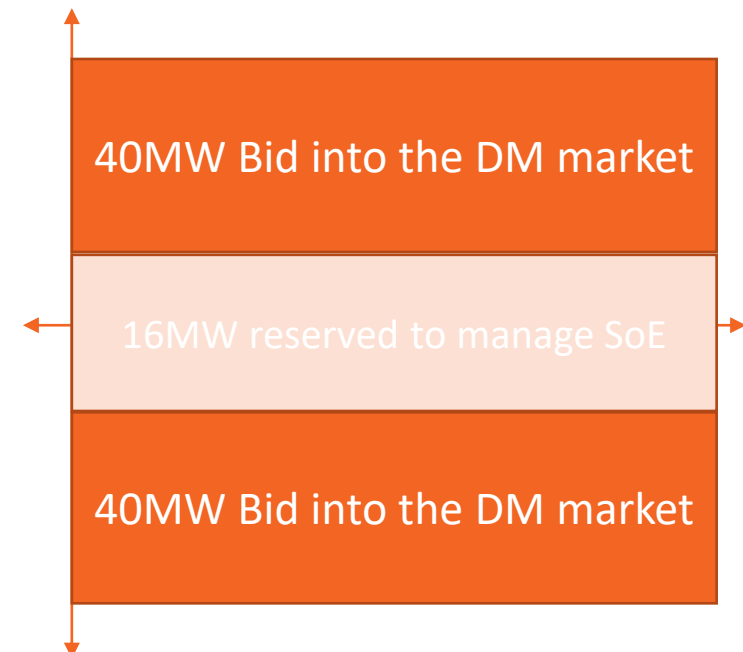 40MW Bid into the DM market
16MW reserved to manage SoE
40MW Bid into the DM market